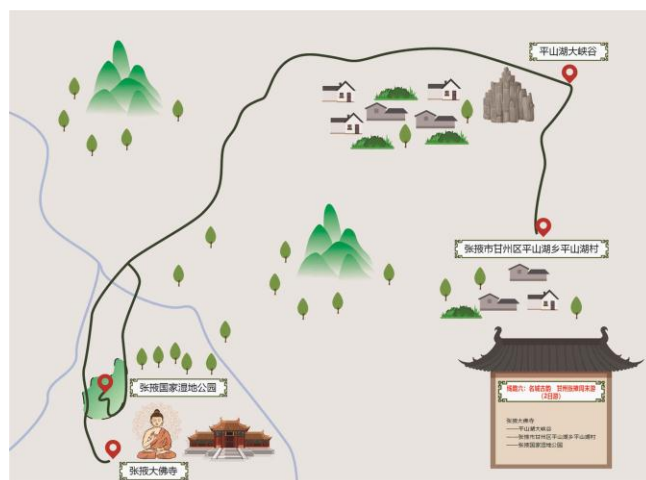 平山湖大峡谷
张掖市甘州区平山湖乡平山湖村
张掖国家湿地公园
张掖大佛寺
线路六：名城古韵 甘州张掖周末游
（2日游）
张掖大佛寺
——平山湖大峡谷
——张掖市甘州区平山湖乡平山湖村
——张掖国家湿地公园